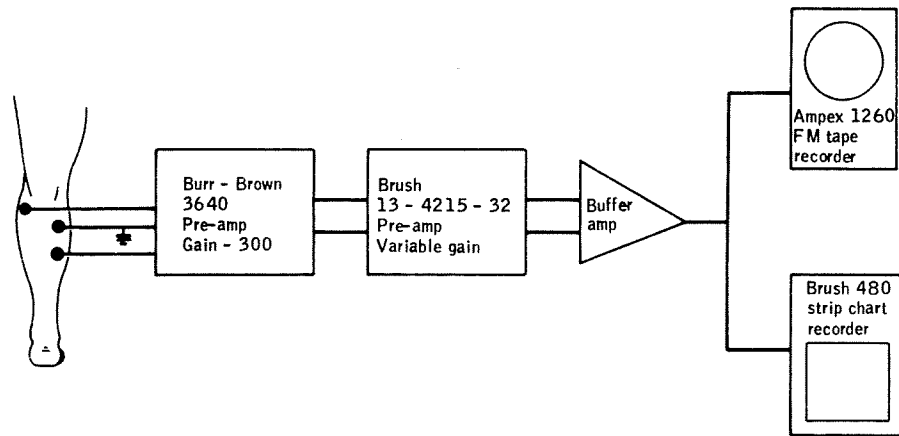 Burr - Brown
3640
Pre-amp
Gain - 300
Brush
13 - 4215 - 32
Pre-amp
Variable gain
Buffer
amp
Ampex 1260
FM tape
recorder
Brush 480
strip chart
recorder